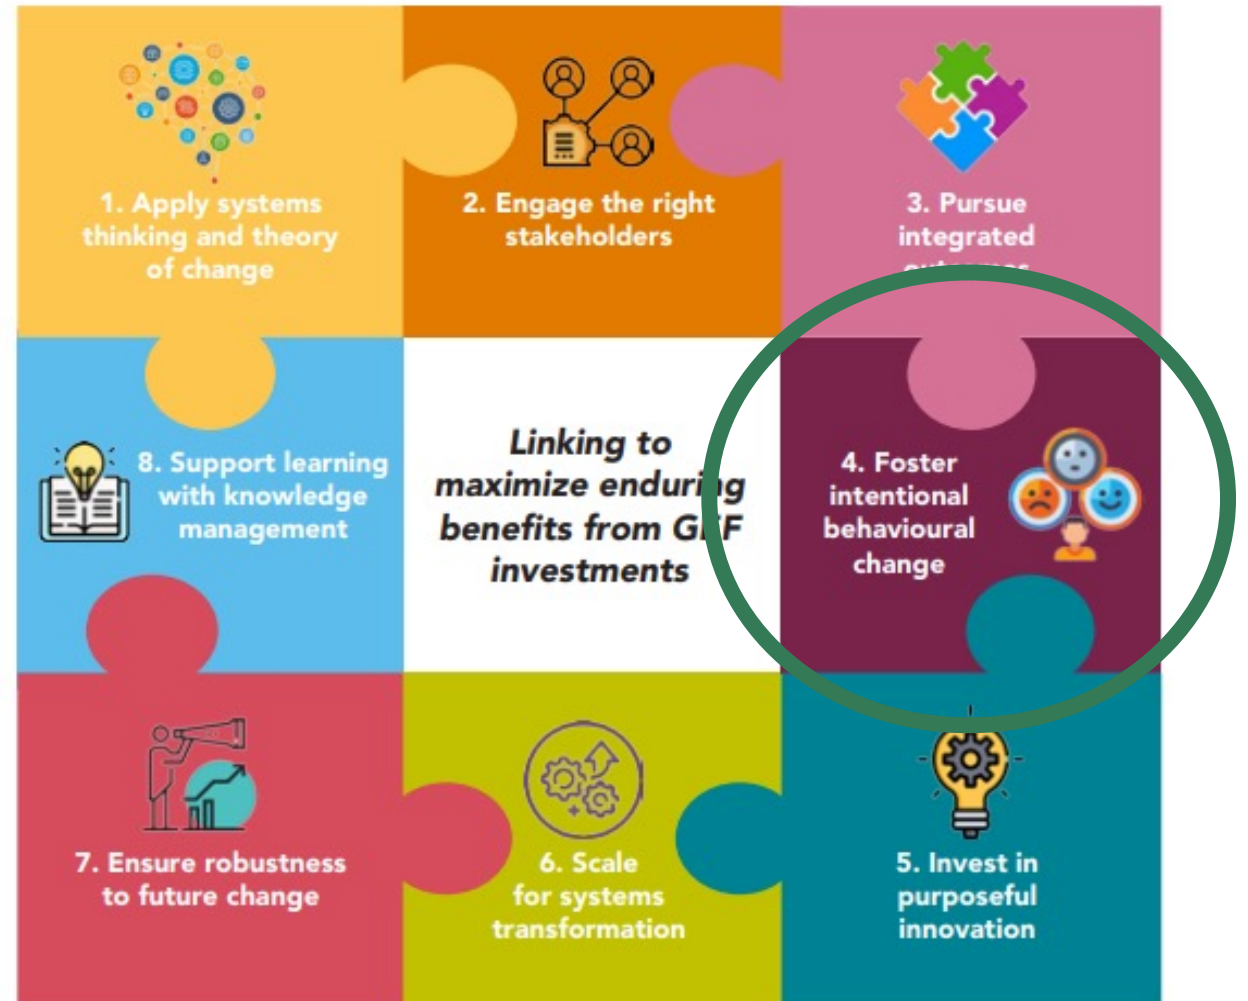 1. Apply systems
thinking and theory
of change
2. Engage the right
stakeholders
3. Pursue
integrated
outcomes
8. Support learning
with knowledge
management
Linking to
maximize enduring
benefits from GEF
investments
4. Foster
intentional
behavioural
change
7. Ensure robustness
to future change
6. Scale
for systems
transformation
5. Invest in
purposeful
innovation